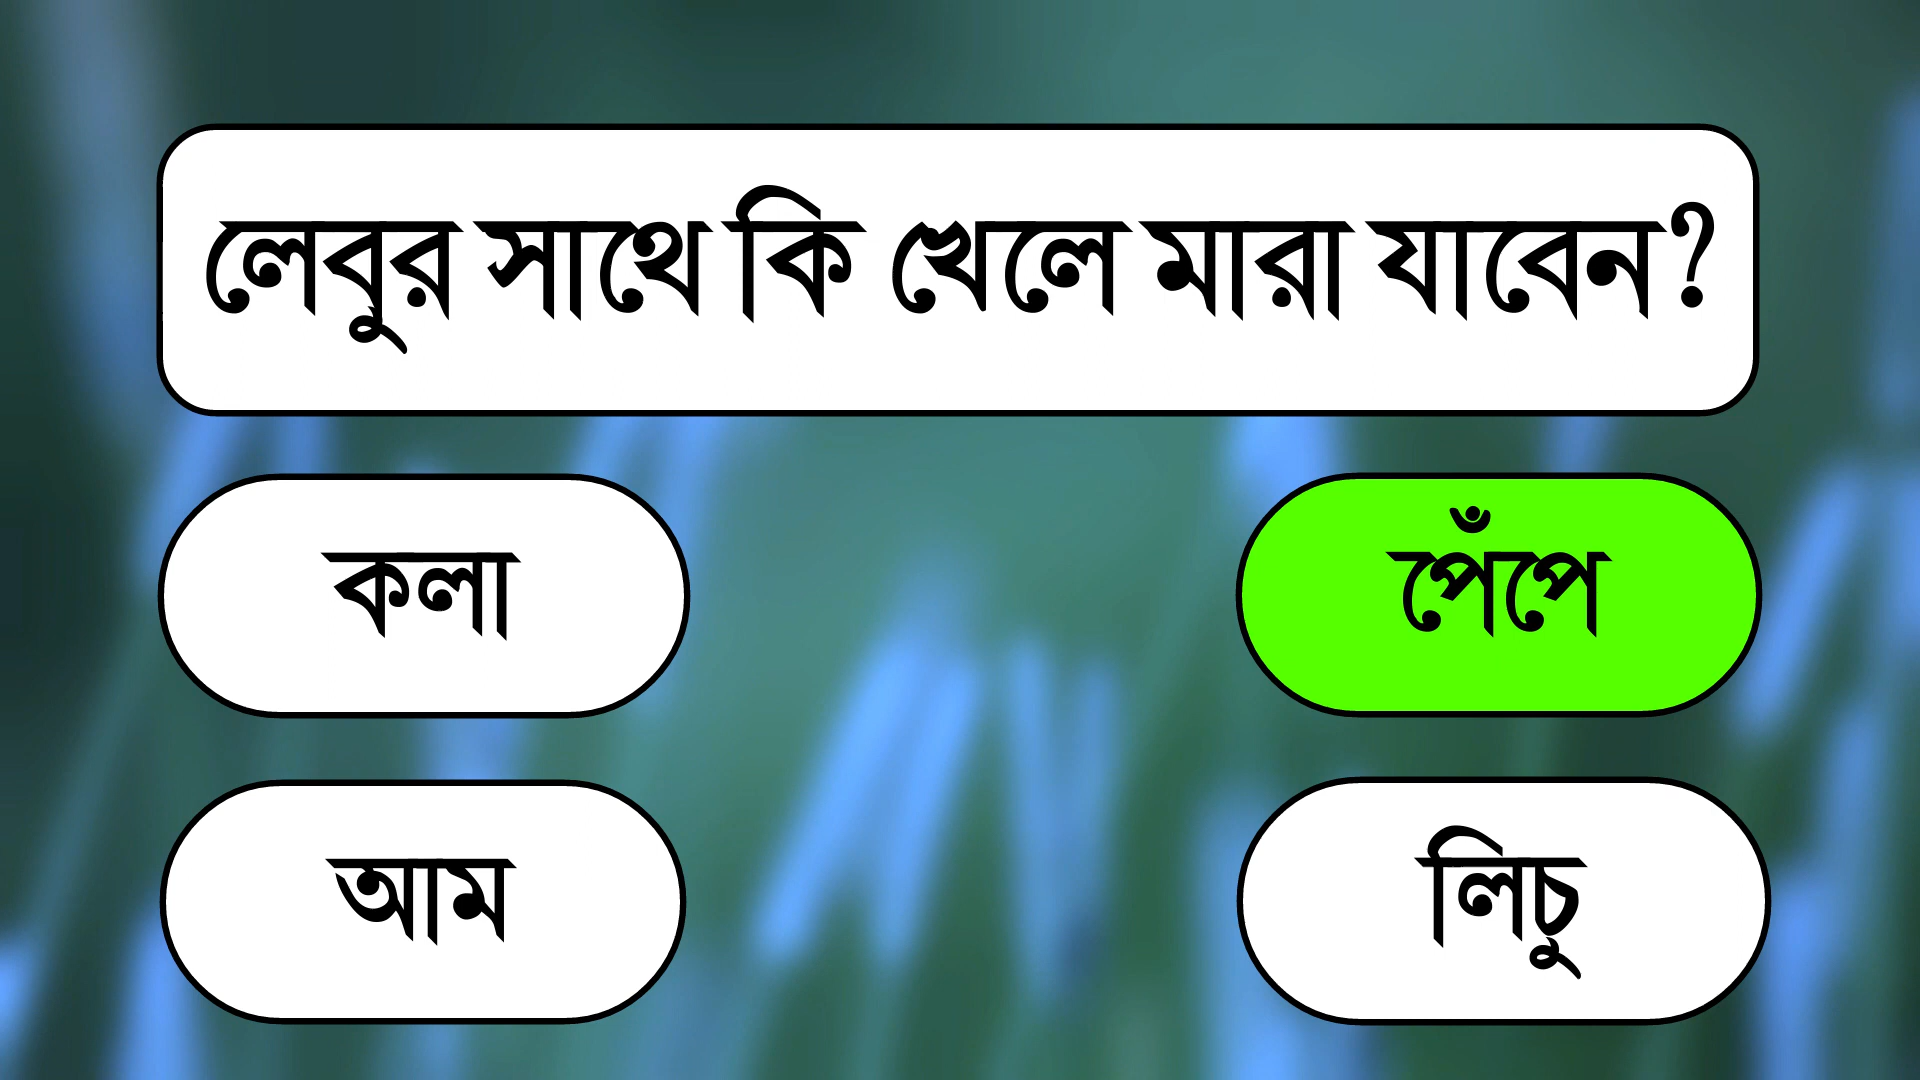 লেবুর সাথে কি খেলে মারা যাবেন?
কলা
পেঁপে
আম
লিচু